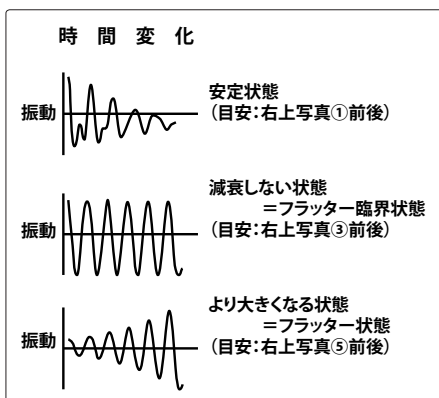 時間変化
安定状態
振動
（目安：右上写真①前後）
減衰しない状態
＝フラッター臨界状態
振動
（目安：右上写真③前後）
より大きくなる状態
＝フラッター状態
振動
（目安：右上写真⑤前後）